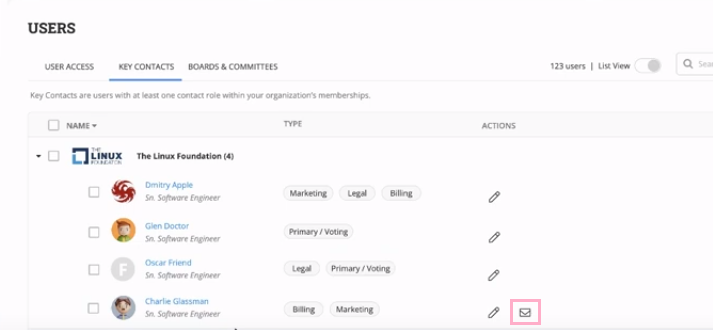 USERS
USER ACCESS KEY CONTACTS BOARDS & COMMITTEES 123 users | List View Sear
Key Contacts are users with at least one contact role within your organization's memberships.
NAME TYPE ACTIONS
THE LINUX FOUNDATION The Linux Foundation (4)
Dmitry Apple
Sn. Software Engineer
Marketing Legal Billing
Glen Doctor
Sn. Software Engineer
Primary / Voting
F
Oscar Friend
Sn. Software Engineer
Legal Primary / Voting
Charlie Glassman
Sn. Software Engineer
Billing Marketing